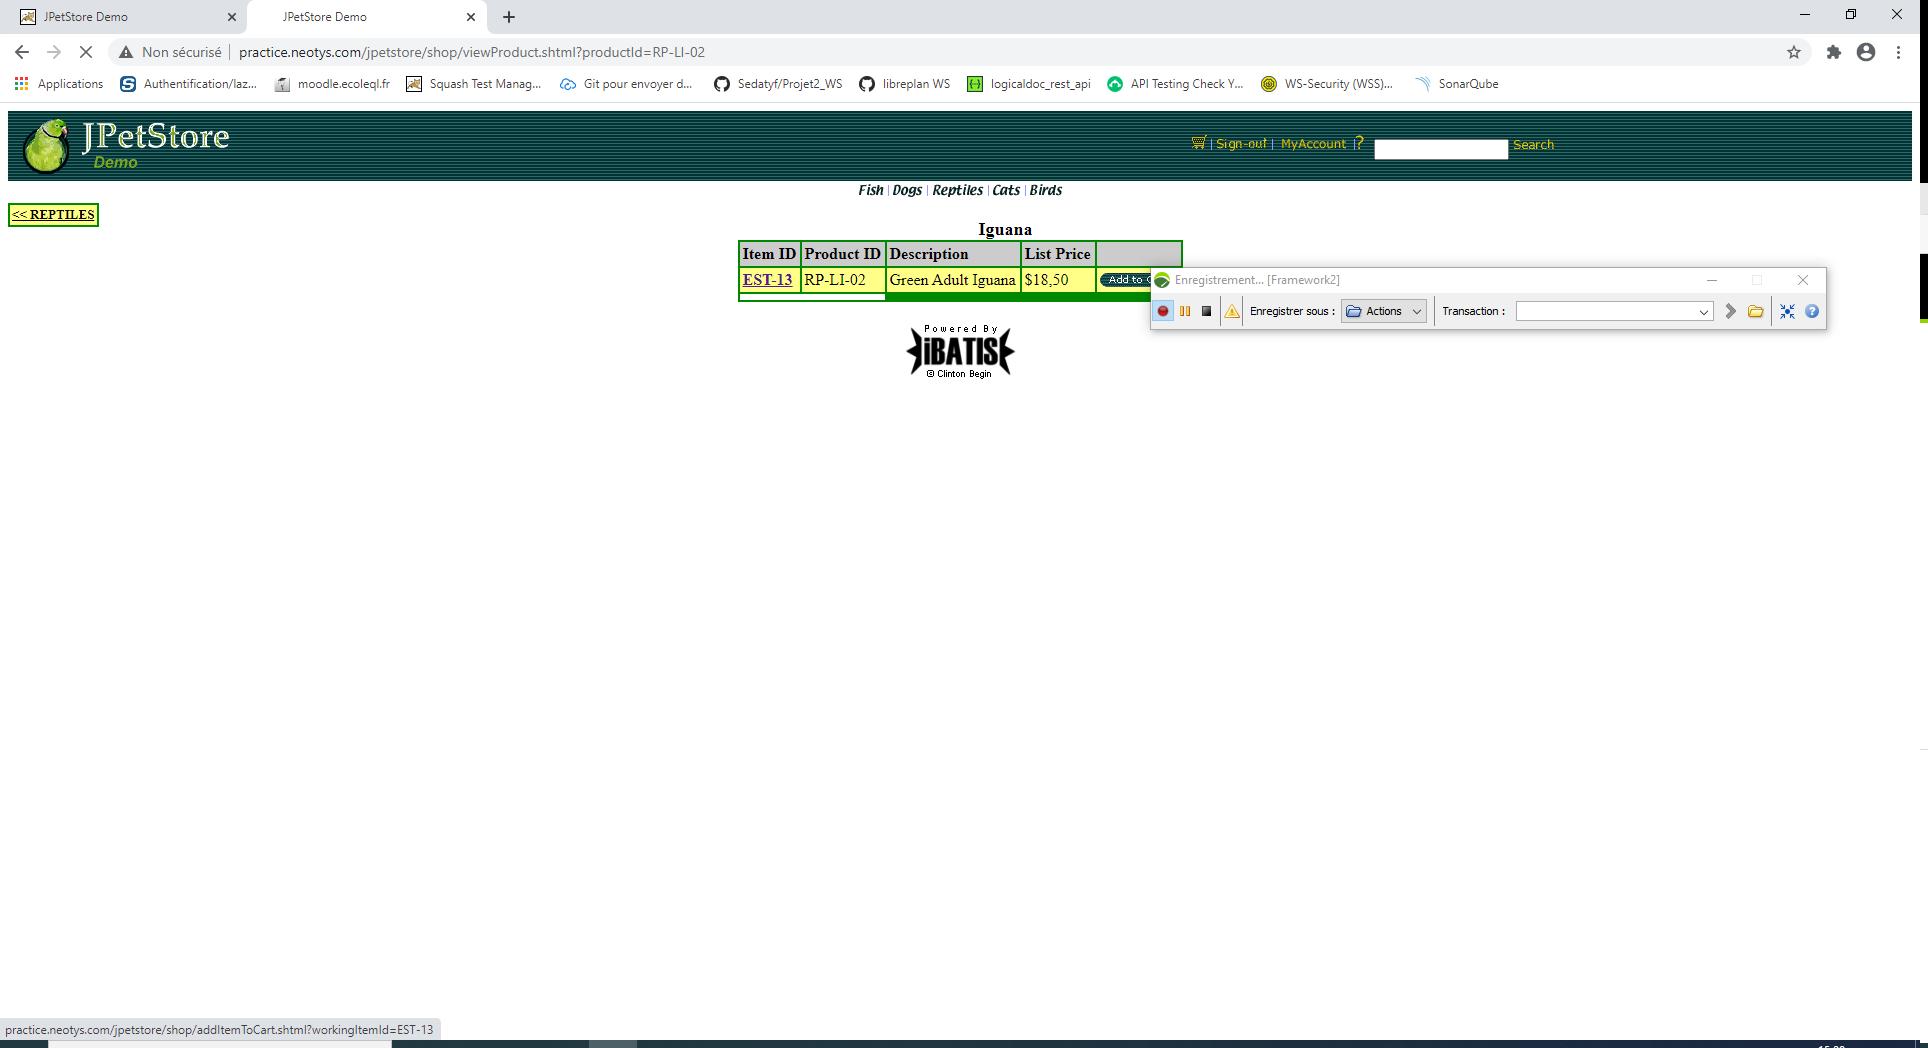 JPetStore Demo
JPetStore Demo
Non sécurisé practice.neotys.com/jpetstore/shop/viewProduct.shtml?productId=RP-LI-02
Applications Authentification/laz... moodle.ecoleql.fr Squash Test Manag... Git pour envoyer d... Sedatyf/Projet2_WS libreplan WS logicaldoc_rest_api API Testing Check Y... WS-Security (WSS)... SonarQube
JPetStore
Demo
| Sign-out | MyAccount | ? Search
Fish | Dogs | Reptiles | Cats | Birds
<< REPTILES
Iguana
Item ID Product ID Description List Price
EST-13 RP-LI-02 Green Adult Iguana $18,50 Add to
Enregistrement... [Framework2]
Enregistrer sous : Actions Transaction :
Powered By
iBATIS
© Clinton Begin
practice.neotys.com/jpetstore/shop/addItemToCart.shtml?workingItemId=EST-13